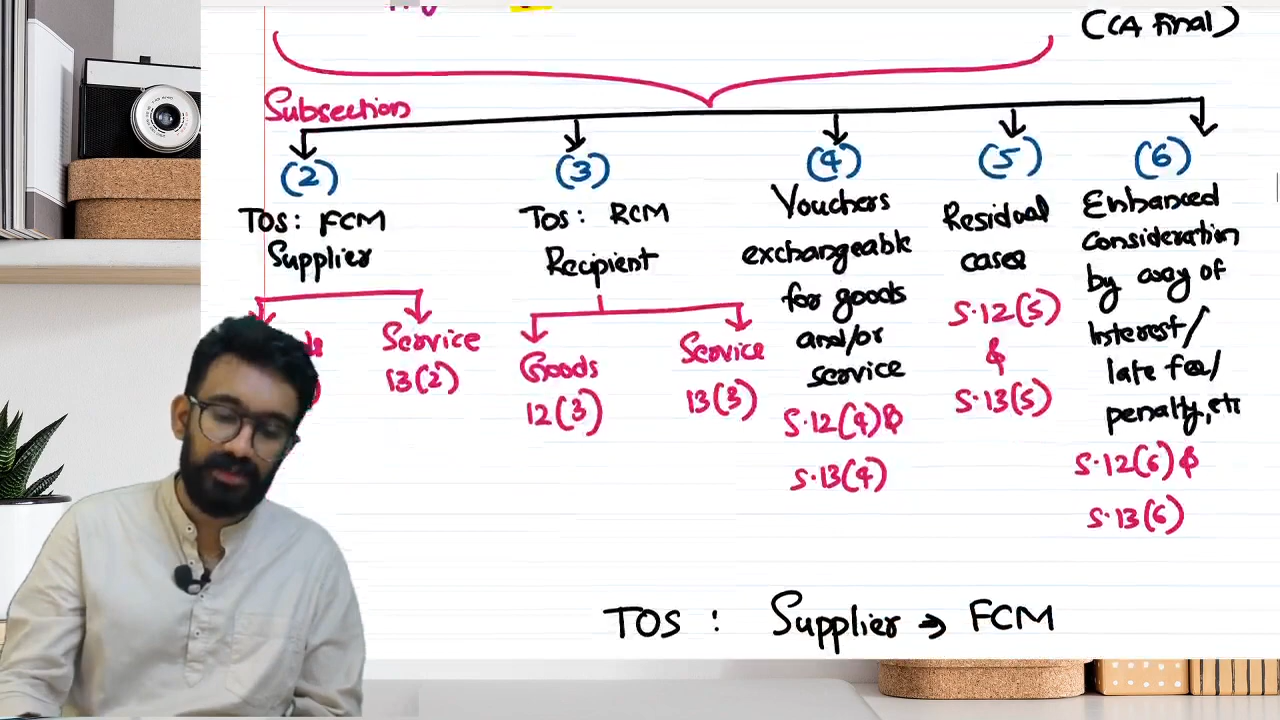 (CA final)
Subsection
(2)
TOS: FCM
Supplier
Service
13(2)
(3)
TOS: RCM
Recipient
Goods
12(3)
Service
13(3)
(4)
Vouchers
exchangeable
for goods
and/or
service
S.12(4)&
S.13(4)
(5)
Residual
cases
S.12(5)
&
S.13(5)
(6)
Enhanced
Consideration
by way of
Interest/
late fee/
penalty, etc
S.12(6)&
S.13(6)
TOS : Supplier → FCM